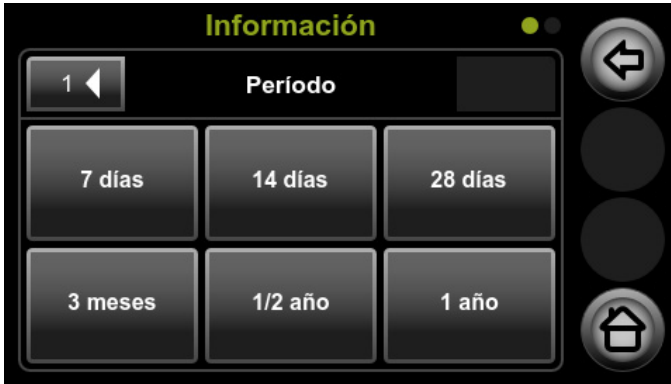 Información
1
Período
7 días
14 días
28 días
3 meses
1/2 año
1 año